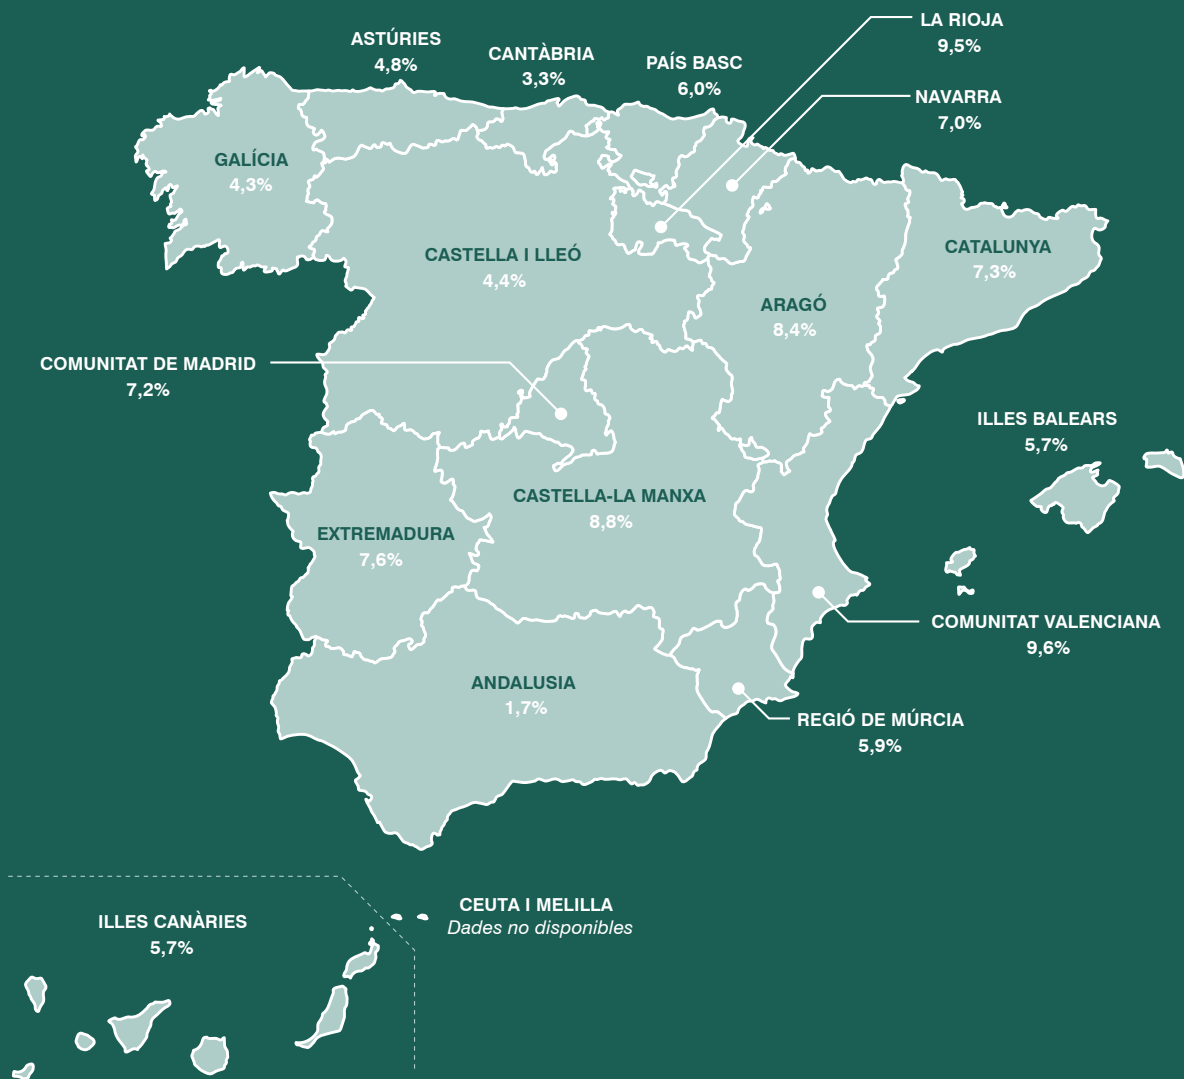 LA RIOJA
9,5%
ASTÚRIES
4,8%
CANTÀBRIA
3,3%
PAÍS BASC
6,0%
NAVARRA
7,0%
GALÍCIA
4,3%
CASTELLA I LLEÓ
4,4%
CATALUNYA
7,3%
ARAGÓ
8,4%
COMUNITAT DE MADRID
7,2%
ILLES BALEARS
5,7%
CASTELLA-LA MANXA
8,8%
EXTREMADURA
7,6%
COMUNITAT VALENCIANA
9,6%
ANDALUSIA
1,7%
REGIÓ DE MÚRCIA
5,9%
CEUTA I MELILLA
Dades no disponibles
ILLES CANÀRIES
5,7%